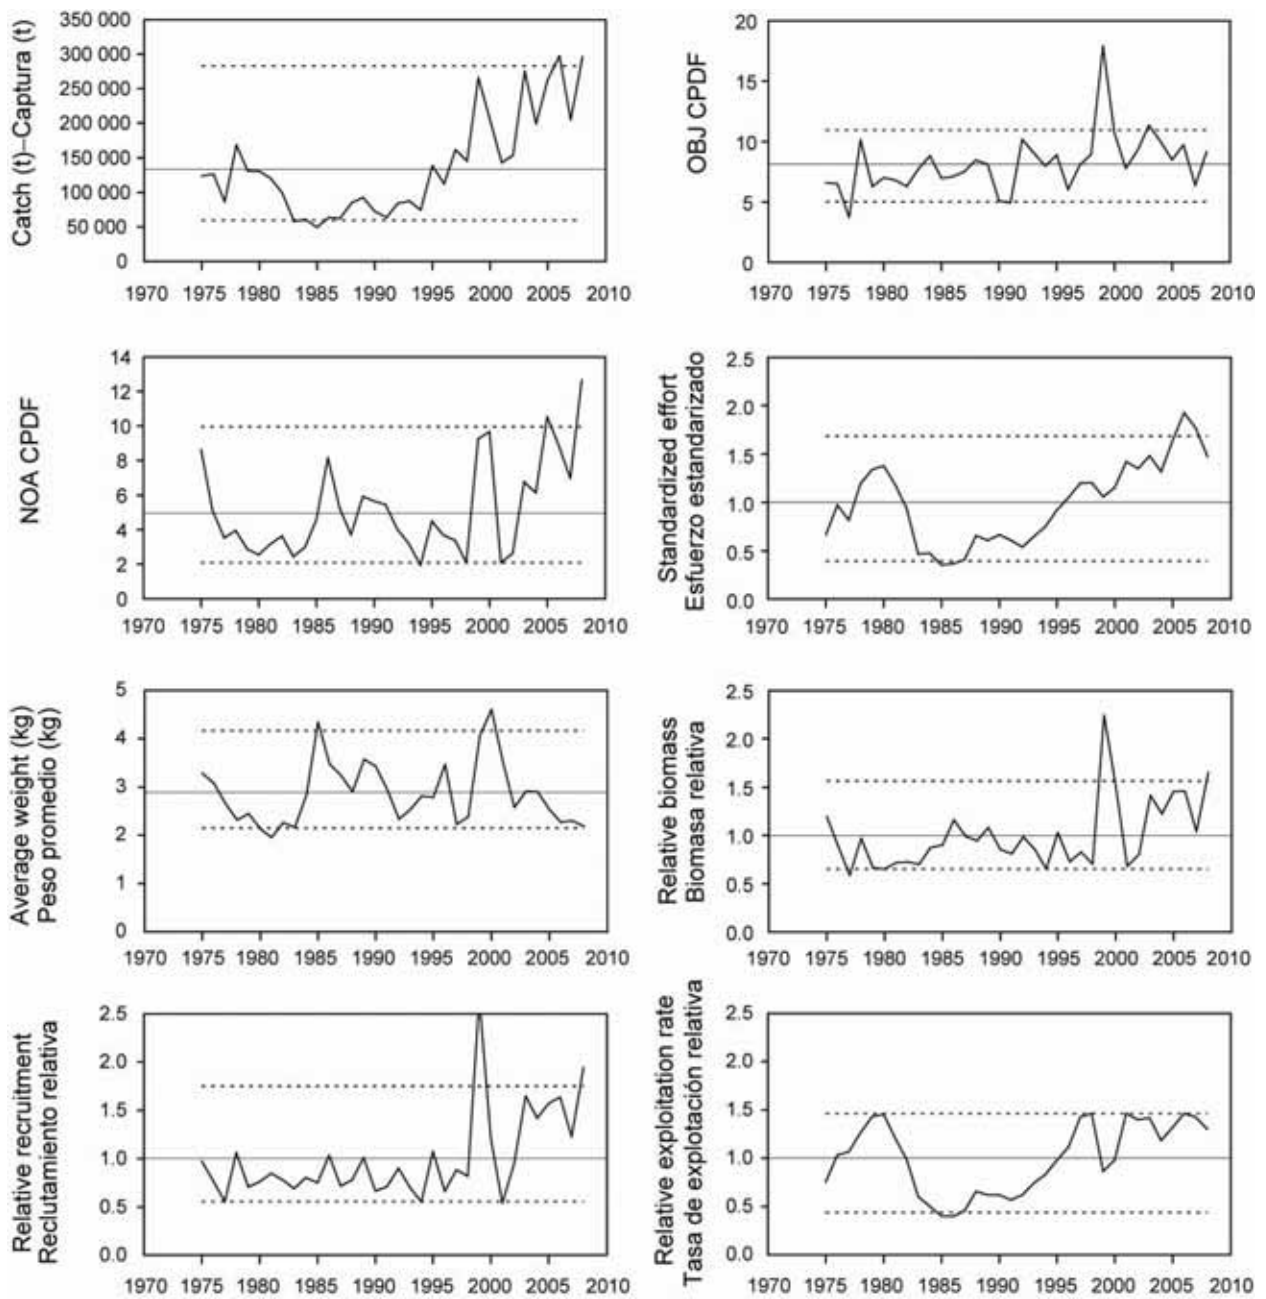 Catch (t)–Captura (t)
350 000
300 000
250 000
200 000
150 000
100 000
50 000
0
1970 1975 1980 1985 1990 1995 2000 2005 2010
OBJ CPDF
20
15
10
5
0
1970 1975 1980 1985 1990 1995 2000 2005 2010
NOA CPDF
14
12
10
8
6
4
2
0
1970 1975 1980 1985 1990 1995 2000 2005 2010
Standardized effort
Esfuerzo estandarizado
2.5
2.0
1.5
1.0
0.5
0.0
1970 1975 1980 1985 1990 1995 2000 2005 2010
Average weight (kg)
Peso promedio (kg)
5
4
3
2
1
0
1970 1975 1980 1985 1990 1995 2000 2005 2010
Relative biomass
Biomasa relativa
2.5
2.0
1.5
1.0
0.5
0.0
1970 1975 1980 1985 1990 1995 2000 2005 2010
Relative recruitment
Reclutamiento relativa
2.5
2.0
1.5
1.0
0.5
0.0
1970 1975 1980 1985 1990 1995 2000 2005 2010
Relative exploitation rate
Tasa de explotación relativa
2.5
2.0
1.5
1.0
0.5
0.0
1970 1975 1980 1985 1990 1995 2000 2005 2010